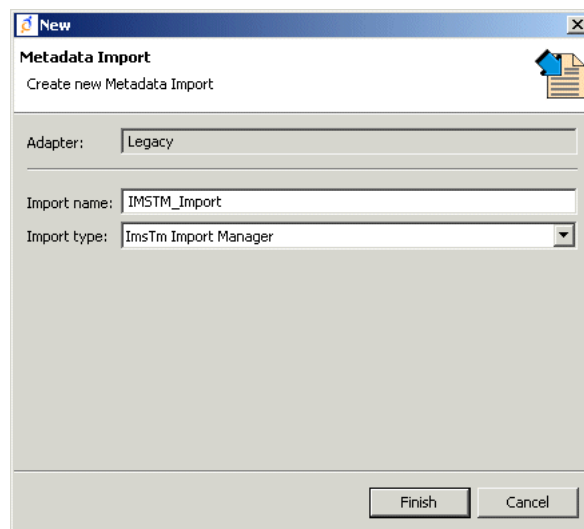 New
Metadata Import
Create new Metadata Import
Adapter: Legacy
Import name: IMSTM_Import
Import type: ImsTm Import Manager
Finish Cancel